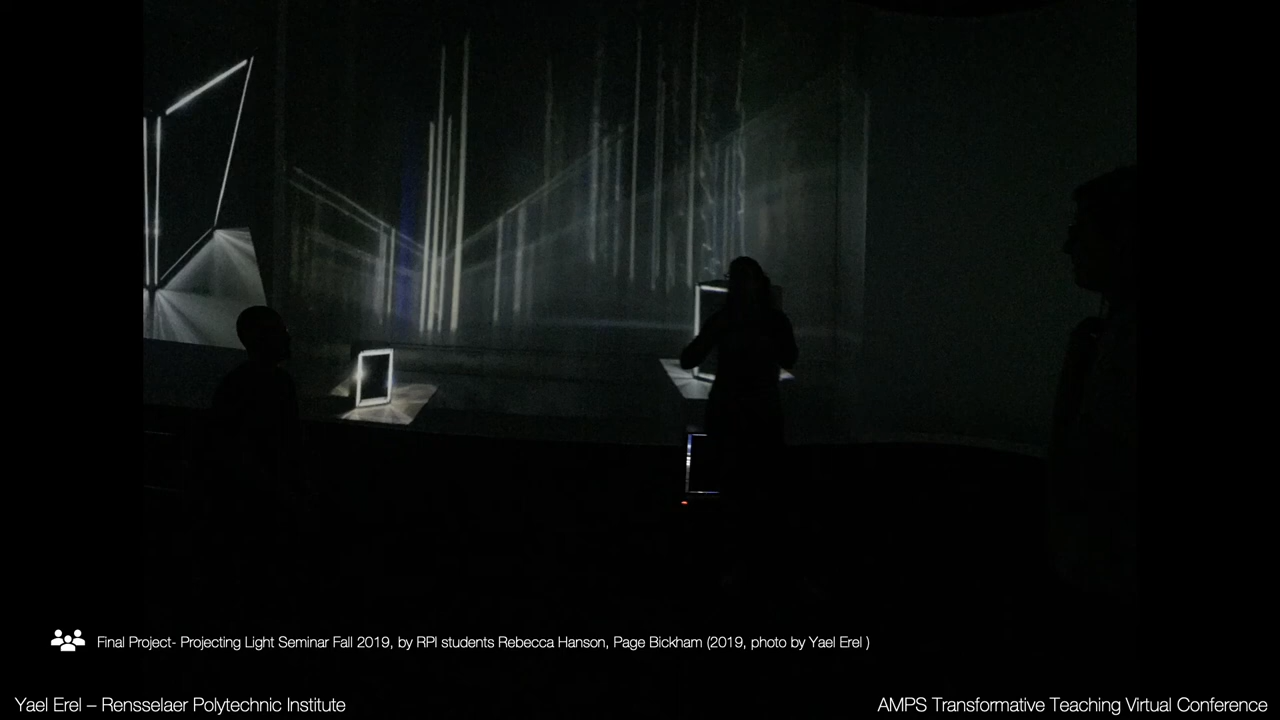 Final Project- Projecting Light Seminar Fall 2019, by RPI students Rebecca Hanson, Page Bickham (2019, photo by Yael Erel )
Yael Erel – Rensselaer Polytechnic Institute
AMPS Transformative Teaching Virtual Conference